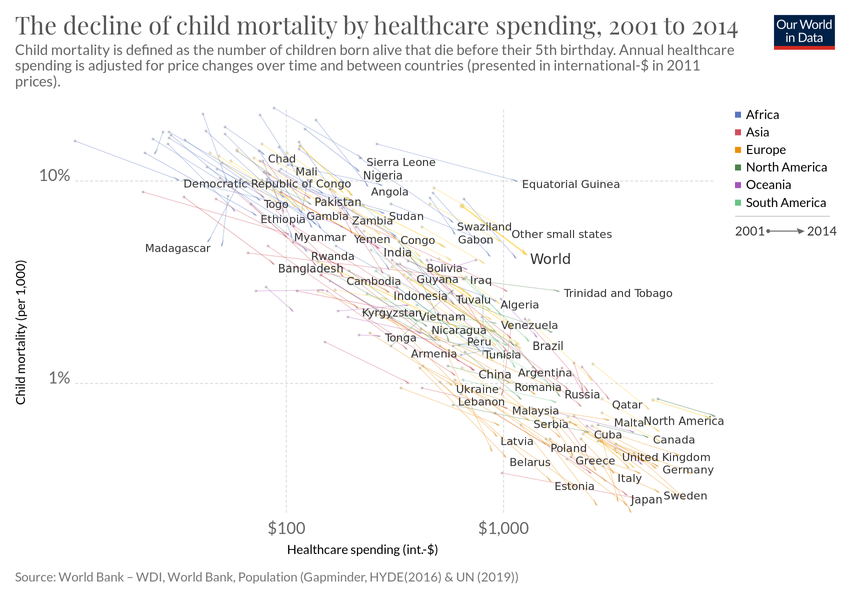 The decline of child mortality by healthcare spending, 2001 to 2014
Our World
in Data
Child mortality is defined as the number of children born alive that die before their 5th birthday. Annual healthcare
spending is adjusted for price changes over time and between countries (presented in international-$ in 2011
prices).
Africa
Asia
Europe
North America
Oceania
South America
2001
2014
Child mortality (per 1,000)
10%
1%
Chad
Sierra Leone
Mali
Nigeria
Democratic Republic of Congo
Equatorial Guinea
Angola
Togo
Pakistan
Ethiopia
Gambia
Zambia
Sudan
Swaziland
Other small states
Myanmar
Yemen
Congo
Gabon
Madagascar
India
Rwanda
World
Bangladesh
Bolivia
Cambodia
Guyana
Iraq
Indonesia
Tuvalu
Trinidad and Tobago
Algeria
Kyrgyzstan
Vietnam
Nicaragua
Venezuela
Tonga
Peru
Brazil
Armenia
Tunisia
China
Argentina
Ukraine
Romania
Lebanon
Russia
Malaysia
Qatar
Serbia
Malta
North America
Latvia
Cuba
Canada
Poland
United Kingdom
Belarus
Greece
Germany
Italy
Estonia
Japan
Sweden
$100
$1,000
Healthcare spending (int.-$)
Source: World Bank – WDI, World Bank, Population (Gapminder, HYDE(2016) & UN (2019))